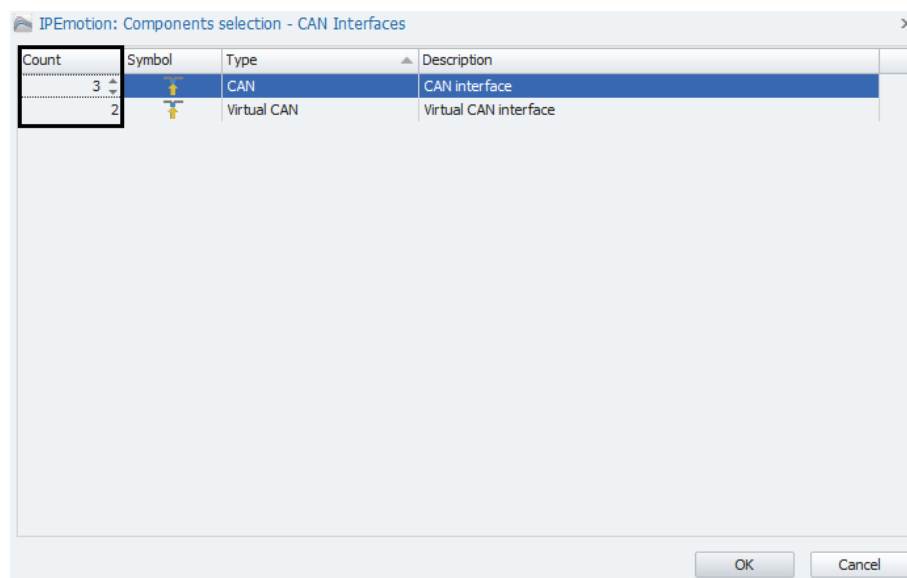 IPEmotion: Components selection - CAN Interfaces
Count Symbol Type Description
3 CAN CAN interface
2 Virtual CAN Virtual CAN interface
OK Cancel